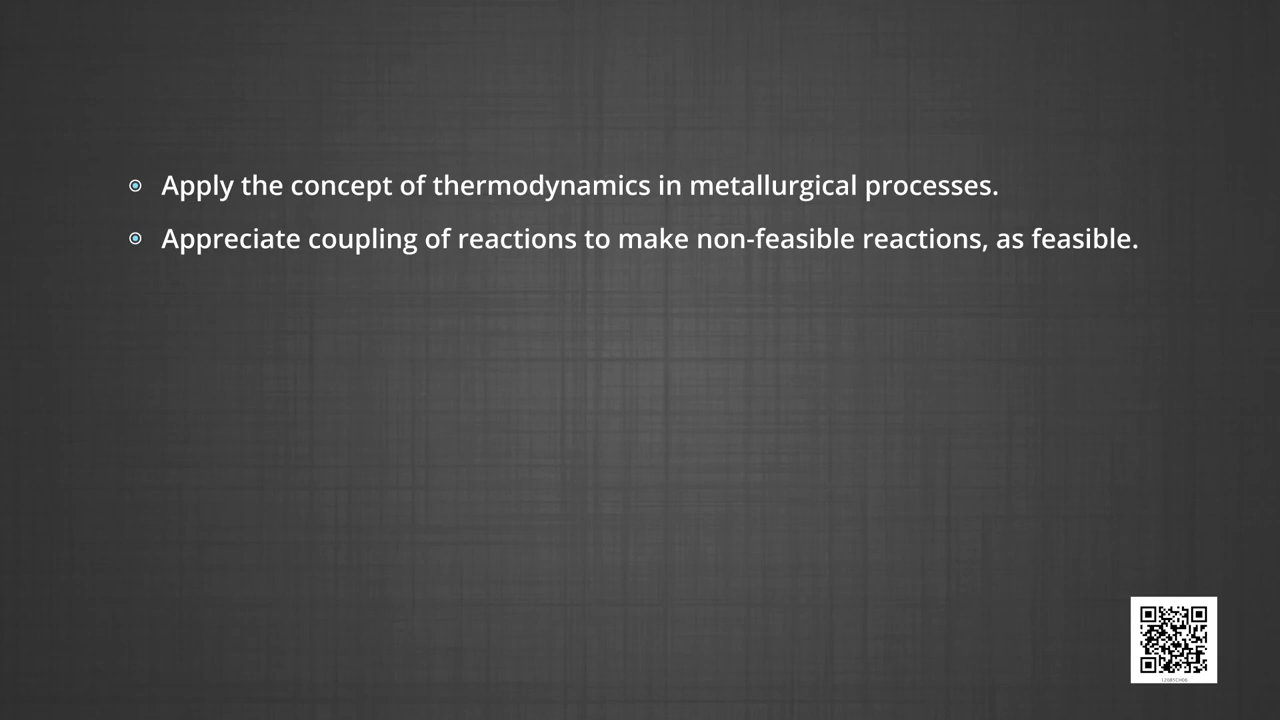 Apply the concept of thermodynamics in metallurgical processes.
Appreciate coupling of reactions to make non-feasible reactions, as feasible.
12085CH06